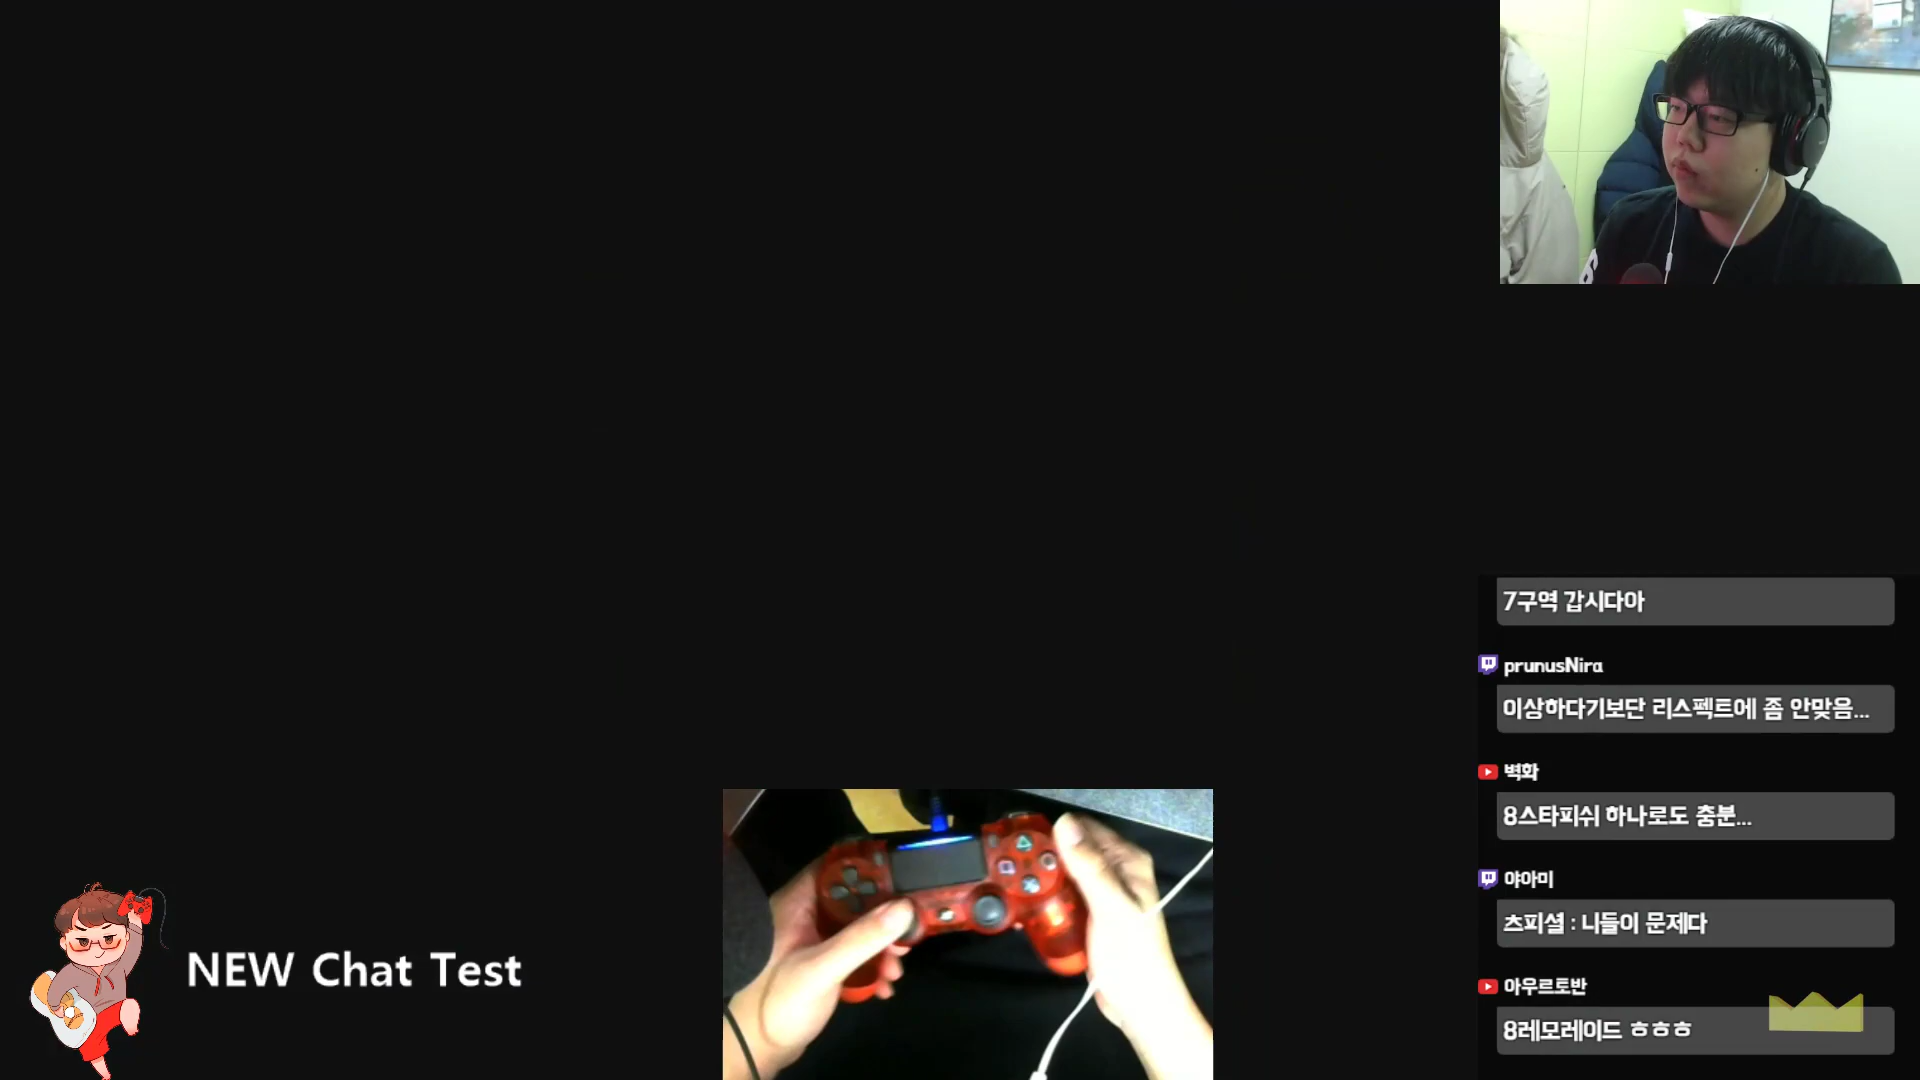 7구역 갑시다아
prunusNira
이상하다기보단 리스펙트에 좀 안맞음...
벽화
8스타피쉬 하나로도 충분...
야아미
츠피셜 : 니들이 문제다
아우르토반
8레모레이드 ㅎㅎㅎ
NEW Chat Test